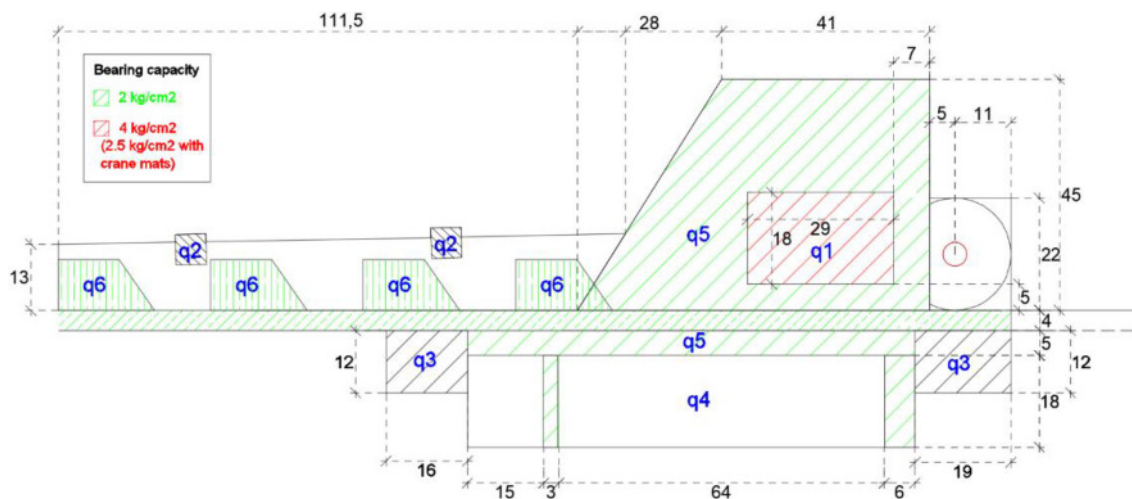 111,5
28
41
7
Bearing capacity
2 kg/cm2
4 kg/cm2
(2.5 kg/cm2 with
crane mats)
5
11
45
q2
q2
q5
29
18
q1
22
13
q6
q6
q6
q6
5
4
q5
5
12
q3
q3
12
q4
18
16
19
15
3
64
6